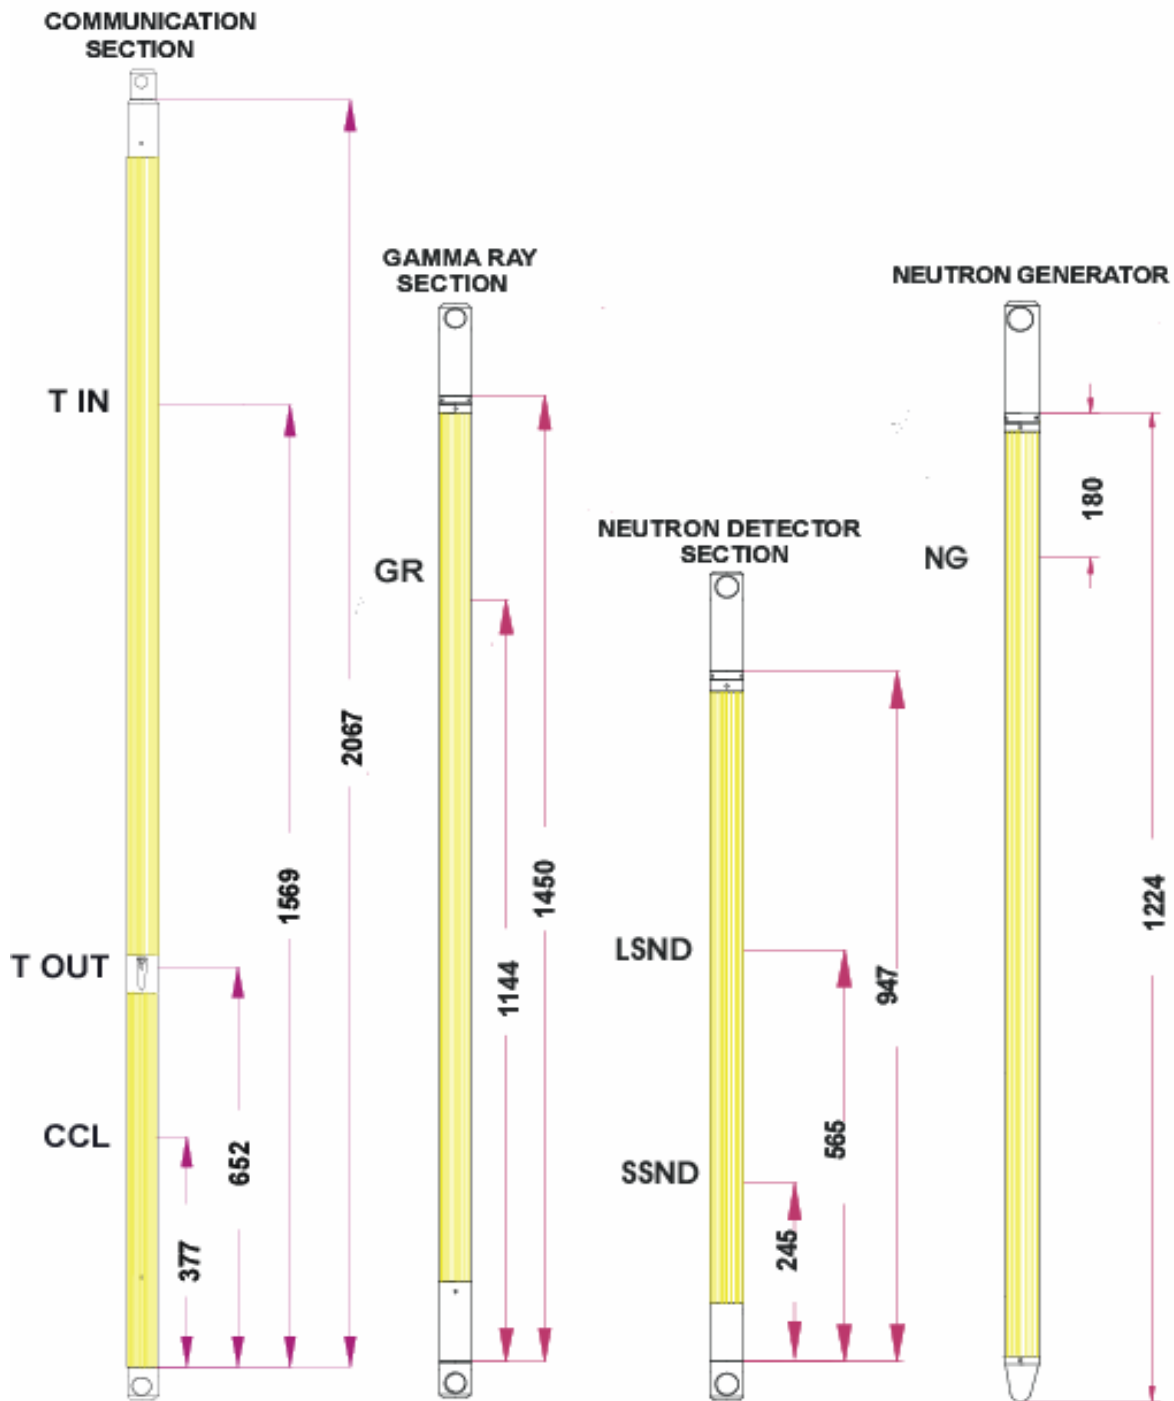 COMMUNICATION
SECTION
T IN
T OUT
CCL
2067
1569
652
377
GAMMA RAY
SECTION
GR
1450
1144
NEUTRON DETECTOR
SECTION
LSND
SSND
947
565
245
NEUTRON GENERATOR
NG
180
1224